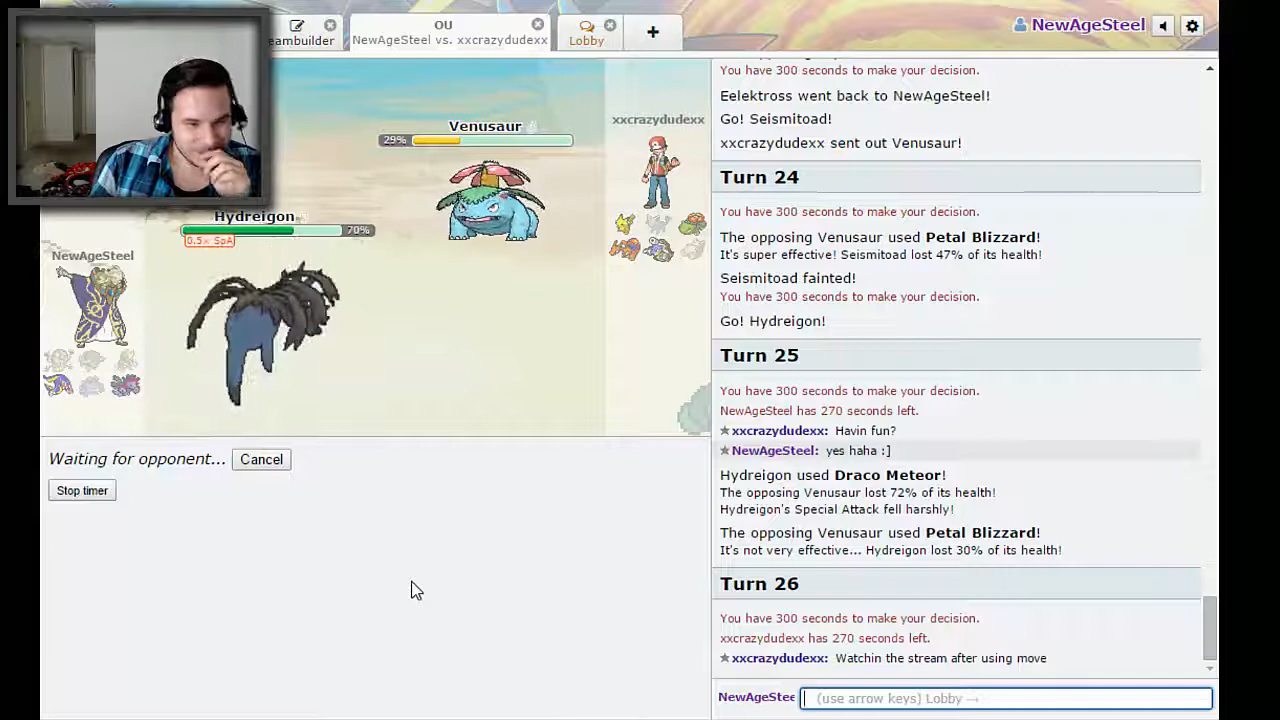 eambuilder
OU
NewAgeSteel vs. xxcrazydudexx
Lobby
+
NewAgeSteel
You have 300 seconds to make your decision.
Eelektross went back to NewAgeSteel!
Go! Seismitoad!
xxcrazydudexx sent out Venusaur!
Turn 24
You have 300 seconds to make your decision.
The opposing Venusaur used Petal Blizzard!
It's super effective! Seismitoad lost 47% of its health!
Seismitoad fainted!
You have 300 seconds to make your decision.
Go! Hydreigon!
Turn 25
You have 300 seconds to make your decision.
NewAgeSteel has 270 seconds left.
★xxcrazydudexx: Havin fun?
★NewAgeSteel: yes haha :]
Hydreigon used Draco Meteor!
The opposing Venusaur lost 72% of its health!
Hydreigon's Special Attack fell harshly!
The opposing Venusaur used Petal Blizzard!
It's not very effective... Hydreigon lost 30% of its health!
Turn 26
You have 300 seconds to make your decision.
xxcrazydudexx has 270 seconds left.
★xxcrazydudexx: Watchin the stream after using move
NewAgeStee
(use arrow keys) Lobby →
Venusaur
29%
xxcrazydudexx
Hydreigon
70%
0.5x SpA
NewAgeSteel
Waiting for opponent... Cancel
Stop timer